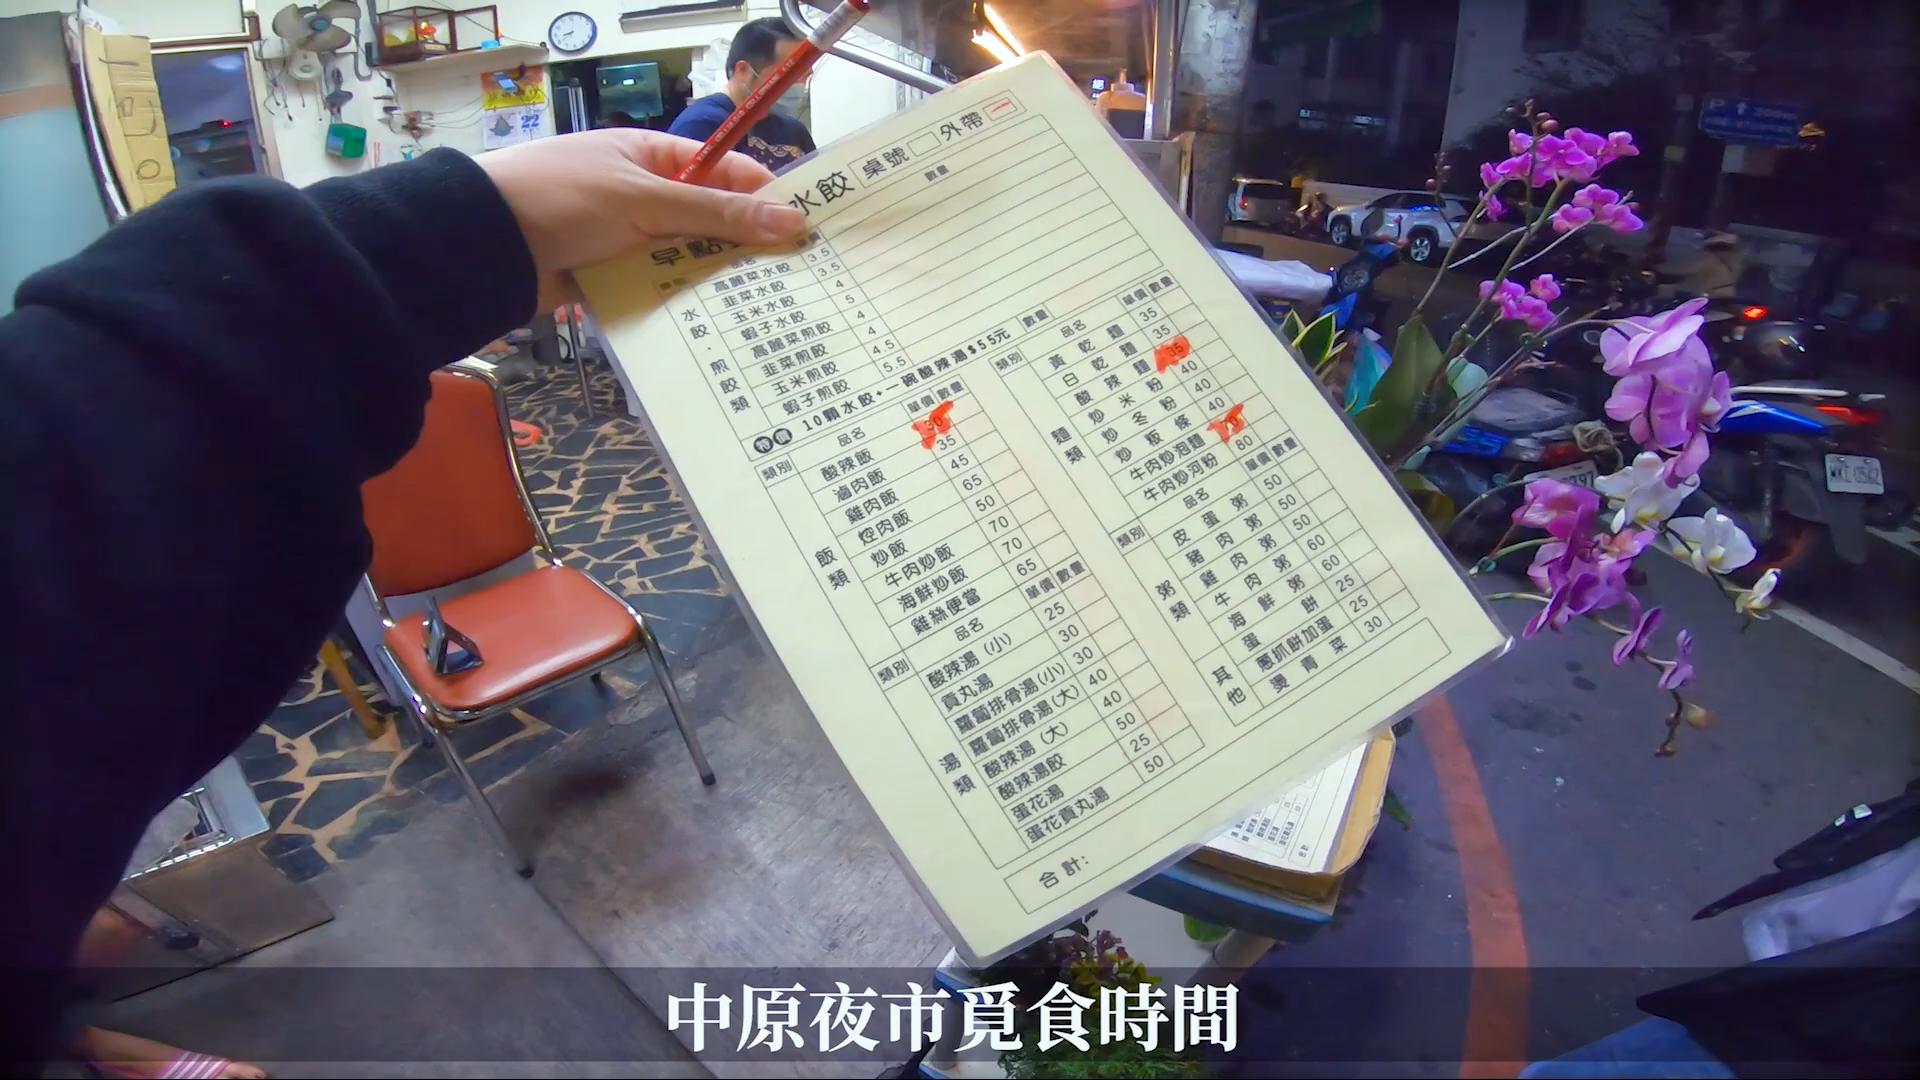 22
水餃 桌號 外帶
早點
數量
水餃.煎餃類
品名
高麗菜水餃 3.5
韭菜水餃 3.5
玉米水餃 4
蝦子水餃 5
高麗菜煎餃 4
韭菜煎餃 4
玉米煎餃 4.5
蝦子煎餃 5.5
特價 10顆水餃+一碗酸辣湯$55元 數量
類別 品名 單價 數量
飯類
酸辣飯 30
滷肉飯 35
雞肉飯 45
焢肉飯 65
炒飯 50
牛肉炒飯 70
海鮮炒飯 70
雞絲便當 65
類別 品名 單價 數量
湯類
酸辣湯(小) 25
貢丸湯 30
蘿蔔排骨湯(小) 30
蘿蔔排骨湯(大) 40
酸辣湯(大) 40
酸辣湯餃 50
蛋花湯 25
蛋花貢丸湯 50
類別 品名 單價 數量
麵類
黃乾麵 35
白乾麵 35
酸辣麵 35
炒米粉 40
炒冬粉 40
炒粄條 40
牛肉炒泡麵
牛肉炒河粉 80
類別 品名 單價 數量
粥類
皮蛋粥 50
豬肉粥 50
雞肉粥 50
牛肉粥 60
海鮮粥 60
其他
蛋餅 25
蔥抓餅加蛋 25
燙青菜 30
合計:
中原夜市覓食時間